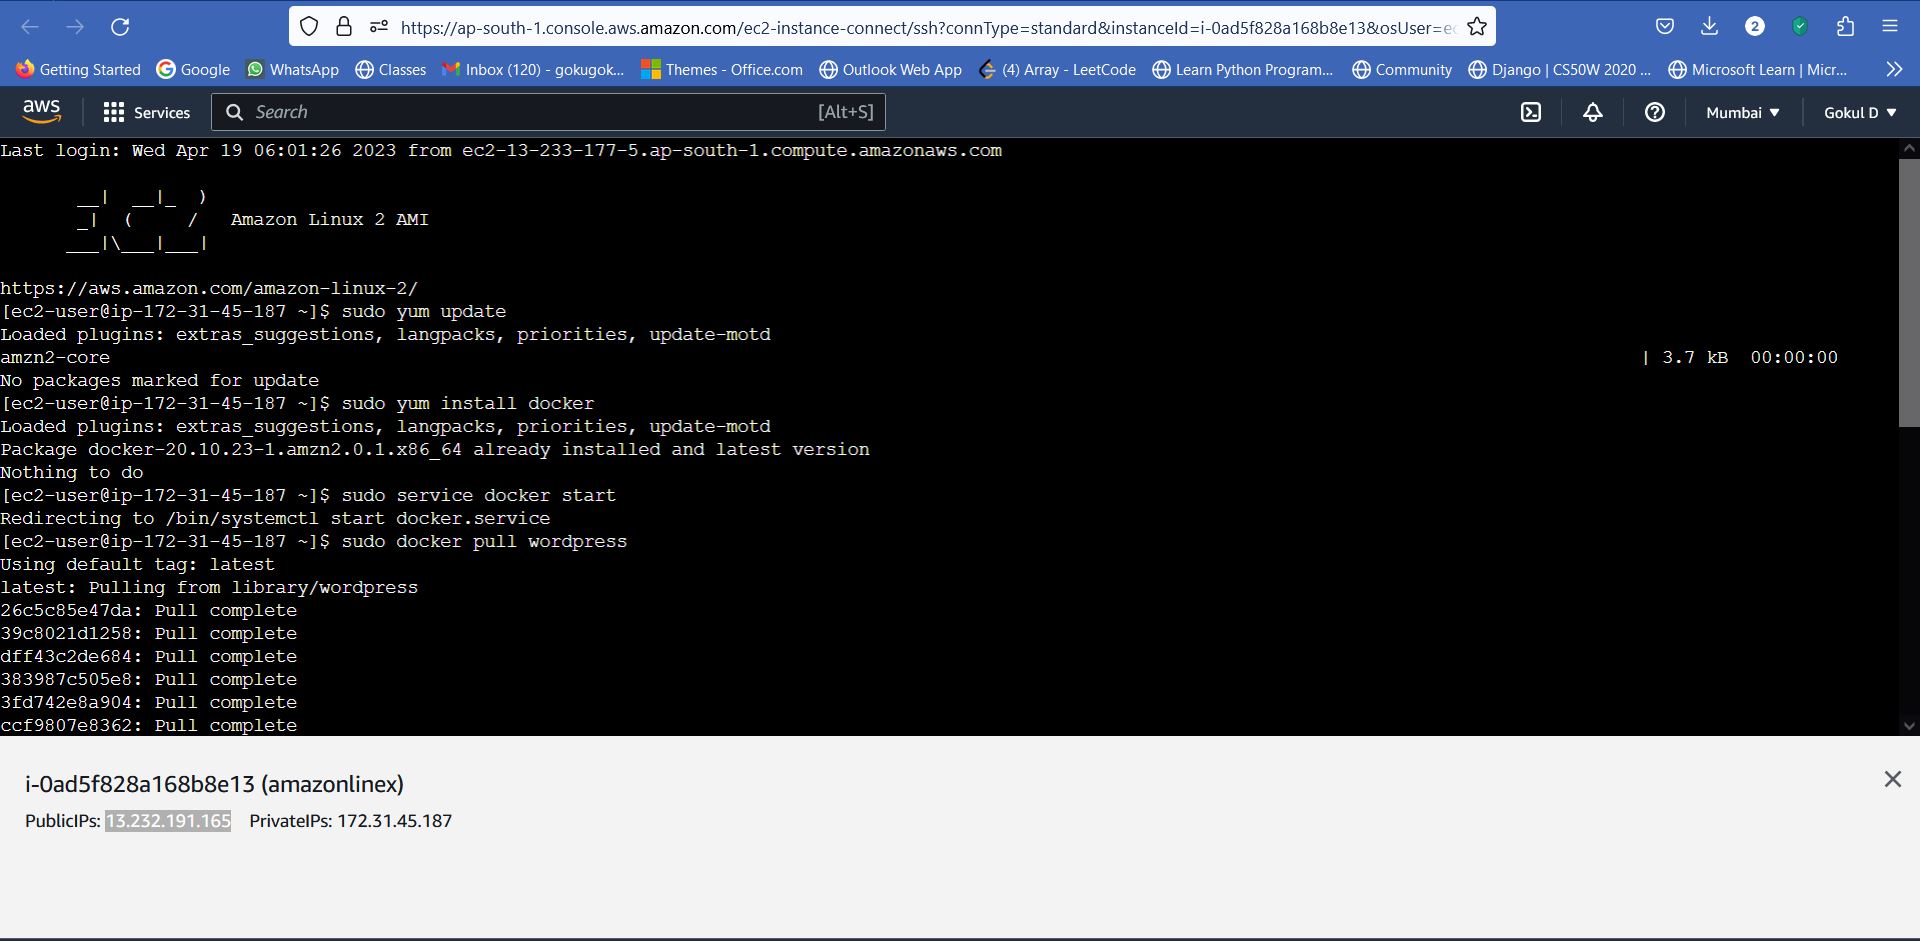 https://ap-south-1.console.aws.amazon.com/ec2-instance-connect/ssh?connType=standard&instanceId=i-0ad5f828a168b8e13&osUser=ec
2
Getting Started Google WhatsApp Classes Inbox (120) - gokugok... Themes - Office.com Outlook Web App (4) Array - LeetCode Learn Python Program... Community Django | CS50W 2020 ... Microsoft Learn | Micr...
aws Services Search [Alt+S] Mumbai Gokul D
Last login: Wed Apr 19 06:01:26 2023 from ec2-13-233-177-5.ap-south-1.compute.amazonaws.com
       __|  __|_  )
       _|  (     /   Amazon Linux 2 AMI
      ___|\___|___|
https://aws.amazon.com/amazon-linux-2/
[ec2-user@ip-172-31-45-187 ~]$ sudo yum update
Loaded plugins: extras_suggestions, langpacks, priorities, update-motd
amzn2-core | 3.7 kB  00:00:00
No packages marked for update
[ec2-user@ip-172-31-45-187 ~]$ sudo yum install docker
Loaded plugins: extras_suggestions, langpacks, priorities, update-motd
Package docker-20.10.23-1.amzn2.0.1.x86_64 already installed and latest version
Nothing to do
[ec2-user@ip-172-31-45-187 ~]$ sudo service docker start
Redirecting to /bin/systemctl start docker.service
[ec2-user@ip-172-31-45-187 ~]$ sudo docker pull wordpress
Using default tag: latest
latest: Pulling from library/wordpress
26c5c85e47da: Pull complete
39c8021d1258: Pull complete
dff43c2de684: Pull complete
383987c505e8: Pull complete
3fd742e8a904: Pull complete
ccf9807e8362: Pull complete
i-0ad5f828a168b8e13 (amazonlinex)
PublicIPs: 13.232.191.165 PrivateIPs: 172.31.45.187